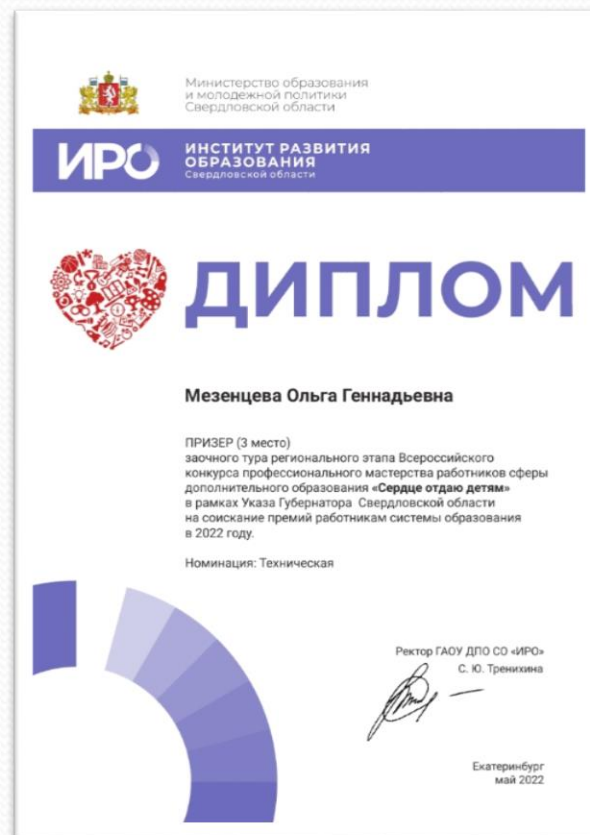 Министерство образования
и молодежной политики
Свердловской области
ИРО
ИНСТИТУТ РАЗВИТИЯ
ОБРАЗОВАНИЯ
Свердловской области
ДИПЛОМ
Мезенцева Ольга Геннадьевна
ПРИЗЕР (3 место)
заочного тура регионального этапа Всероссийского
конкурса профессионального мастерства работников сферы
дополнительного образования «Сердце отдаю детям»
в рамках Указа Губернатора Свердловской области
на соискание премий работникам системы образования
в 2022 году.
Номинация: Техническая
Ректор ГАОУ ДПО СО «ИРО»
С. Ю. Тренихина
Екатеринбург
май 2022